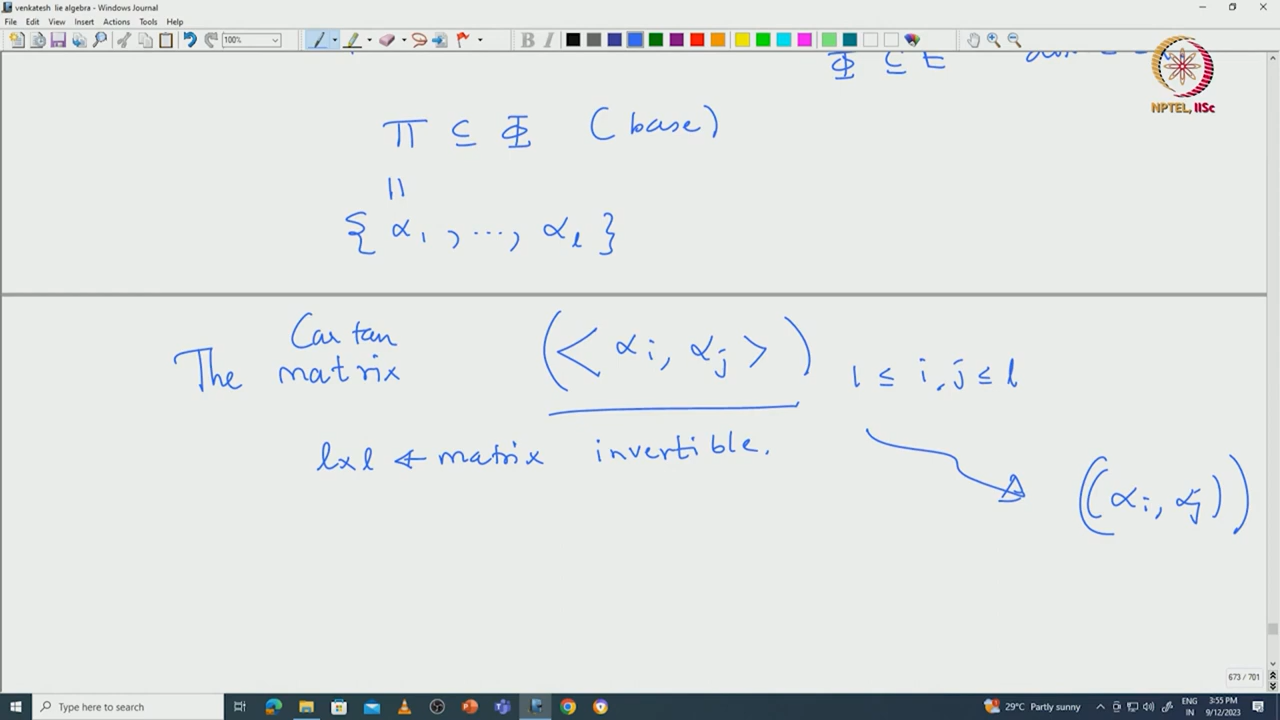 venkatesh lie algebra - Windows Journal
File Edit View Insert Actions Tools Help
100%
B I
NPTEL, IISc
Φ ⊆ E
Π ⊆ Φ (base)
||
{ α₁, ..., αₗ }
The Cartan matrix (< αᵢ, αⱼ >) 1 ≤ i, j ≤ l
l×l matrix invertible.
((αᵢ, αⱼ))
673 / 701
Type here to search
29°C Partly sunny
ENG IN
3:55 PM
9/12/2023